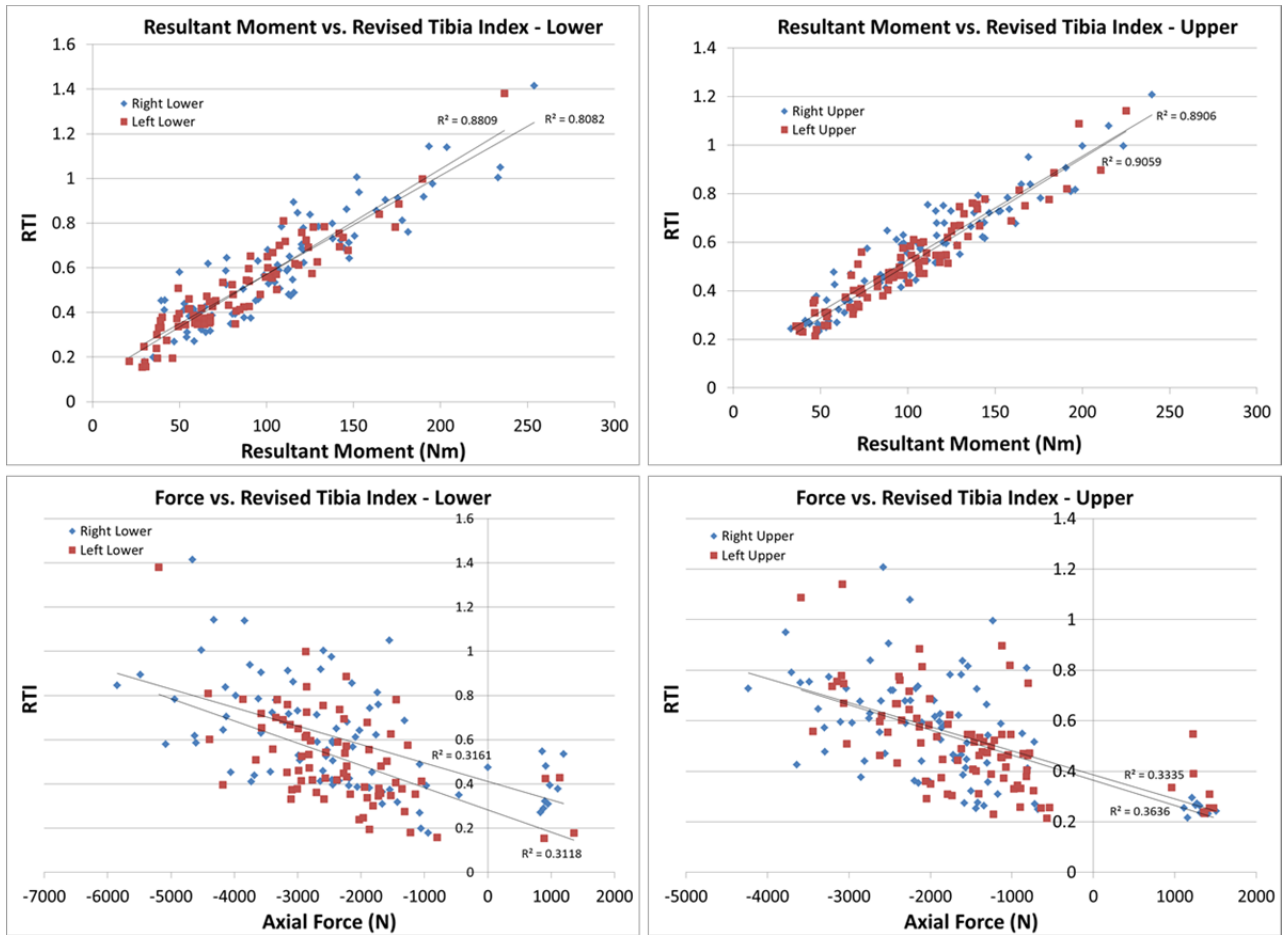 Resultant Moment vs. Revised Tibia Index - Lower
1.6
1.4
1.2
1
0.8
0.6
0.4
0.2
0
RTI
Right Lower
Left Lower
R² = 0.8809
R² = 0.8082
0 50 100 150 200 250 300
Resultant Moment (Nm)
Resultant Moment vs. Revised Tibia Index - Upper
1.4
1.2
1
0.8
0.6
0.4
0.2
0
RTI
Right Upper
Left Upper
R² = 0.8906
R² = 0.9059
0 50 100 150 200 250 300
Resultant Moment (Nm)
Force vs. Revised Tibia Index - Lower
Right Lower
Left Lower
1.6
1.4
1.2
1
0.8
0.6
0.4
0.2
0
RTI
R² = 0.3161
R² = 0.3118
-7000 -6000 -5000 -4000 -3000 -2000 -1000 0 1000 2000
Axial Force (N)
Force vs. Revised Tibia Index - Upper
Right Upper
Left Upper
1.4
1.2
1
0.8
0.6
0.4
0.2
0
RTI
R² = 0.3335
R² = 0.3636
-5000 -4000 -3000 -2000 -1000 0 1000 2000
Axial Force (N)